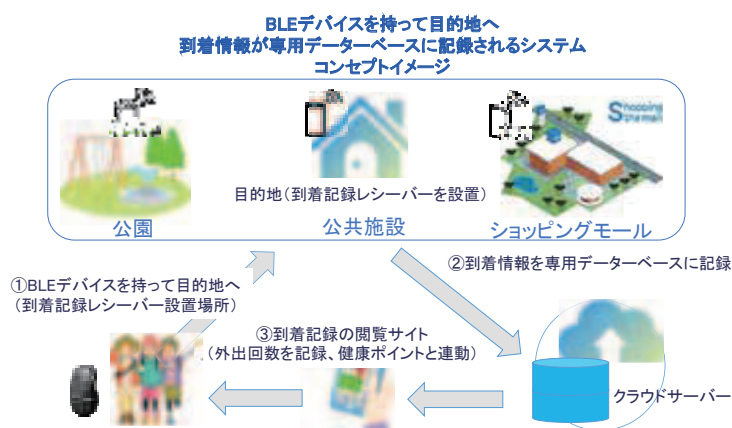 BLEデバイスを持って目的地へ
到着情報が専用データーベースに記録されるシステム
コンセプトイメージ
Shopping
the mall
目的地(到着記録レシーバーを設置)
公園
公共施設
ショッピングモール
①BLEデバイスを持って目的地へ
(到着記録レシーバー設置場所)
②到着情報を専用データーベースに記録
③到着記録の閲覧サイト
(外出回数を記録、健康ポイントと連動)
クラウドサーバー